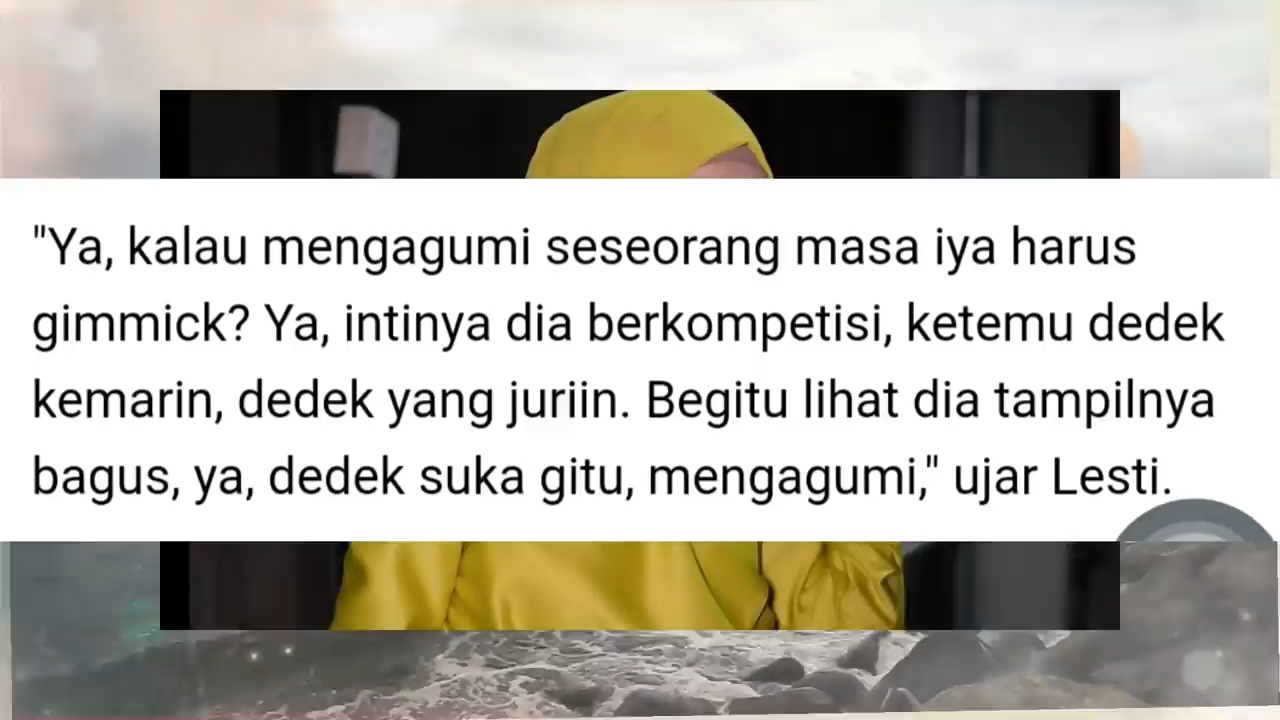 "Ya, kalau mengagumi seseorang masa iya harus
gimmick? Ya, intinya dia berkompetisi, ketemu dedek
kemarin, dedek yang juriin. Begitu lihat dia tampilnya
bagus, ya, dedek suka gitu, mengagumi," ujar Lesti.